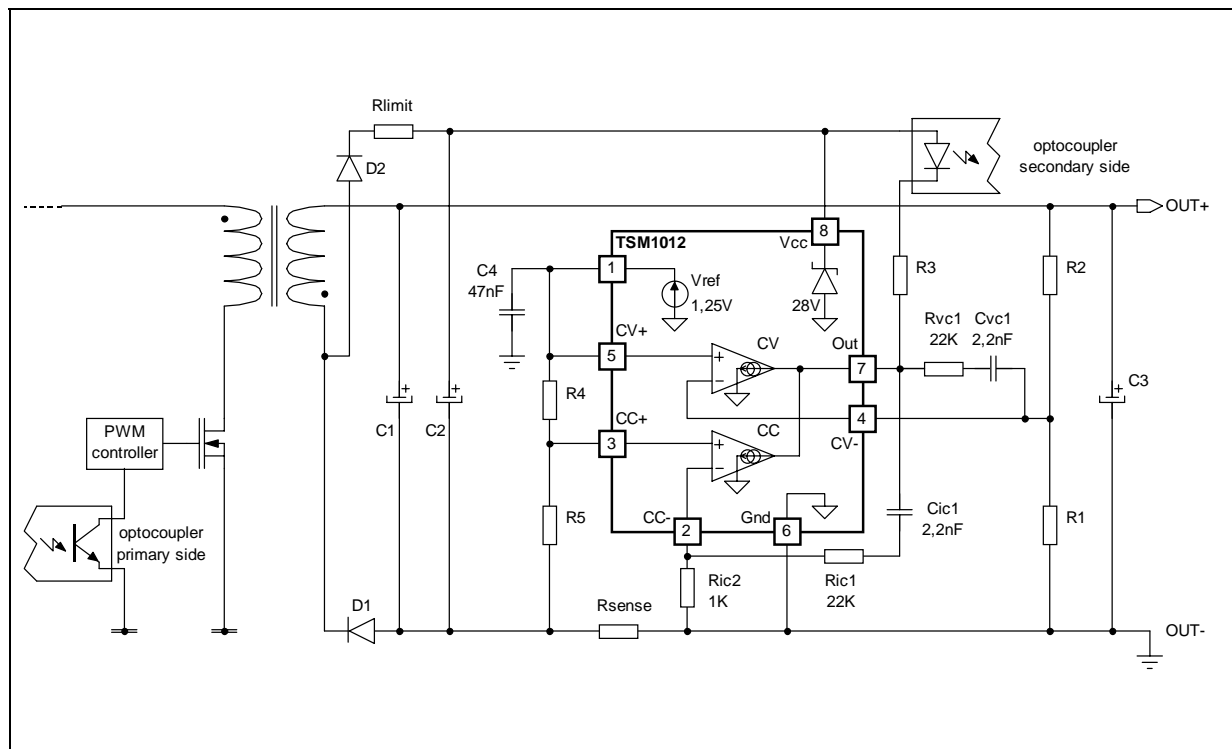 Rlimit
D2
optocoupler
secondary side
OUT+
TSM1012
8
Vcc
1
C4
47nF
Vref
1,25V
28V
R3
R2
Rvc1
22K
Cvc1
2,2nF
CV+
5
CV
Out
7
C3
+
-
R4
4
CV-
CC+
3
CC
+
-
+
C1
+
C2
+
PWM
controller
optocoupler
primary side
R5
CC-
2
Gnd
6
Cic1
2,2nF
R1
Ric2
1K
Ric1
22K
D1
Rsense
OUT-